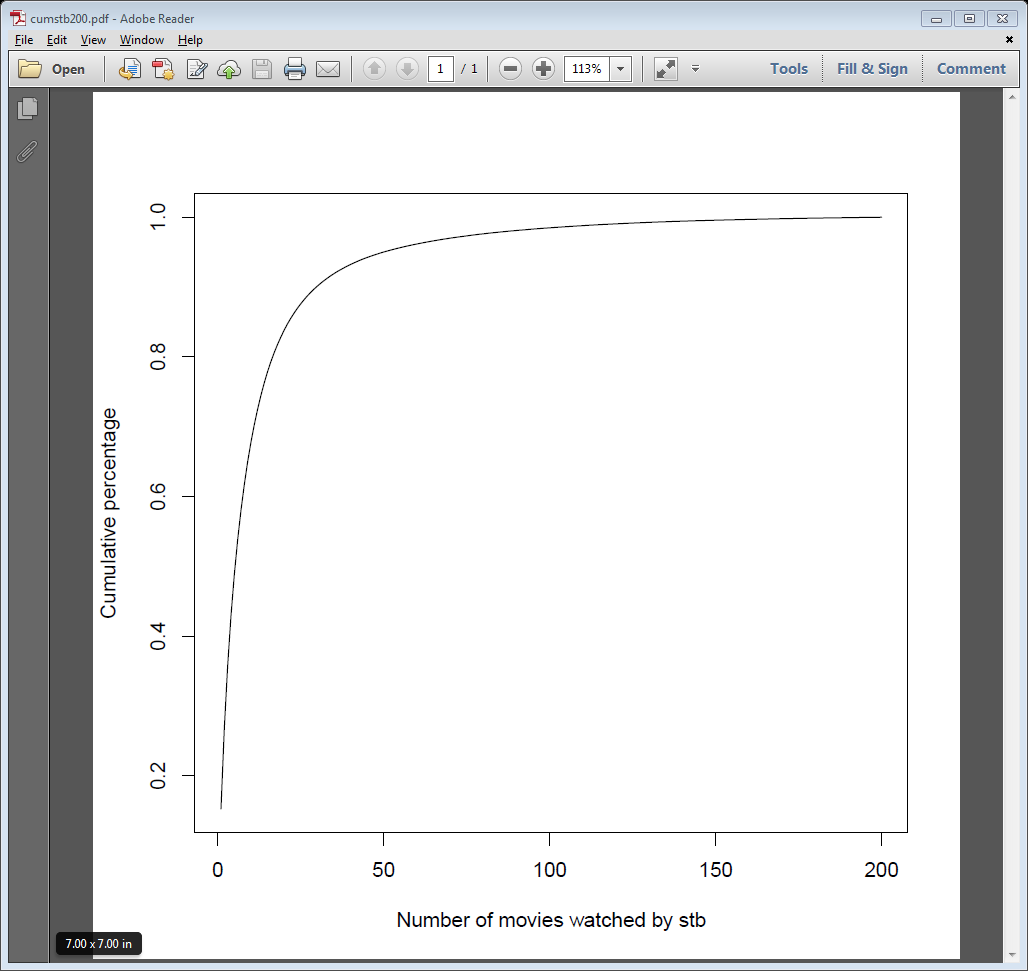 cumstb200.pdf - Adobe Reader
File Edit View Window Help
Open 1 / 1 113% Tools Fill & Sign Comment
1.0
0.8
0.6
0.4
0.2
Cumulative percentage
0 50 100 150 200
Number of movies watched by stb
7.00 x 7.00 in